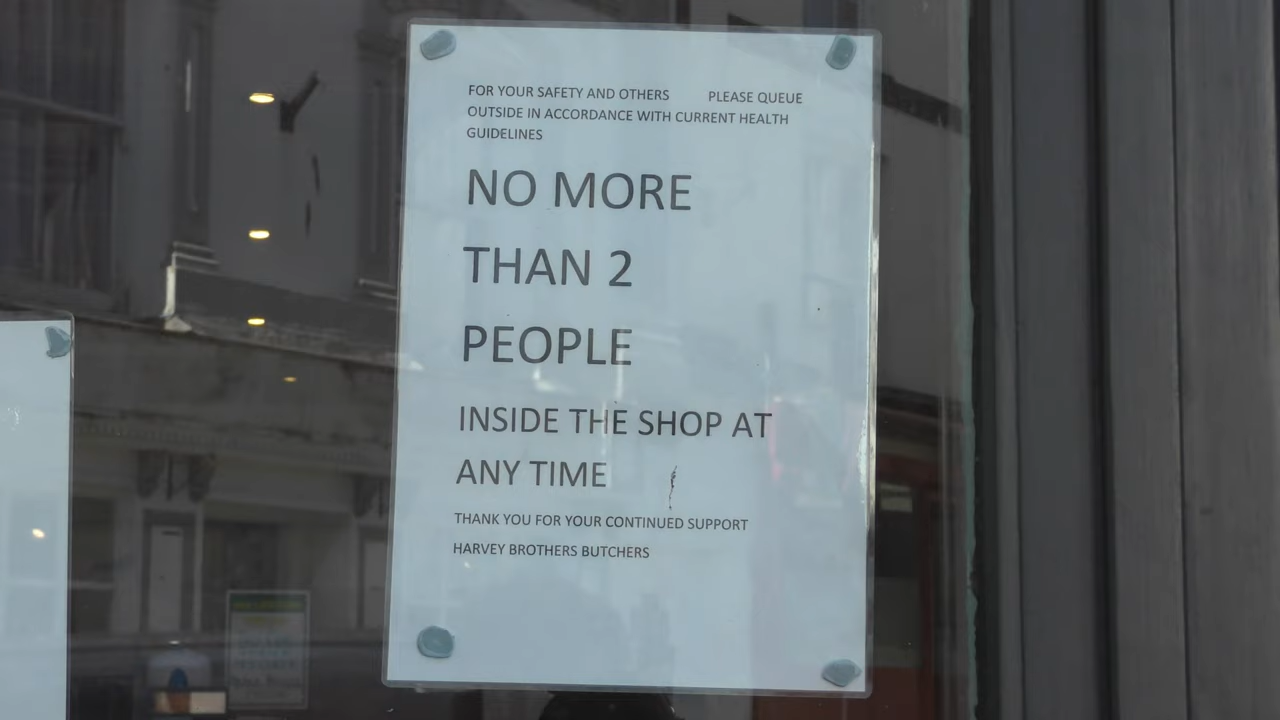 FOR YOUR SAFETY AND OTHERS PLEASE QUEUE
OUTSIDE IN ACCORDANCE WITH CURRENT HEALTH
GUIDELINES
NO MORE
THAN 2
PEOPLE
INSIDE THE SHOP AT
ANY TIME
THANK YOU FOR YOUR CONTINUED SUPPORT
HARVEY BROTHERS BUTCHERS